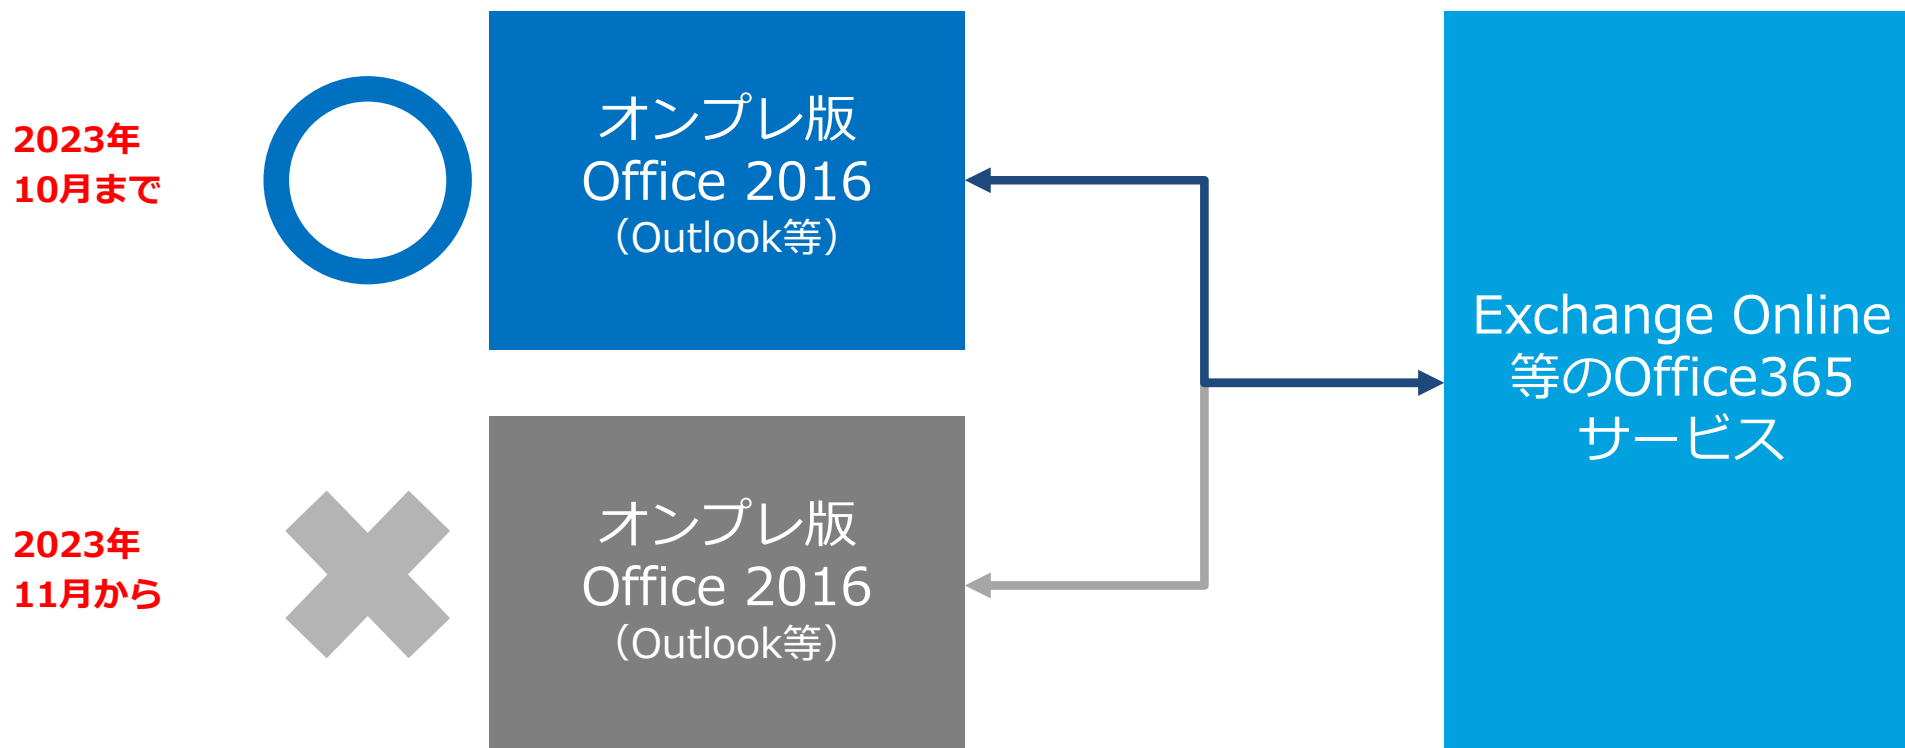 2023年
10月まで
オンプレ版
Office 2016
（Outlook等）
2023年
11月から
オンプレ版
Office 2016
（Outlook等）
Exchange Online
等のOffice365
サービス